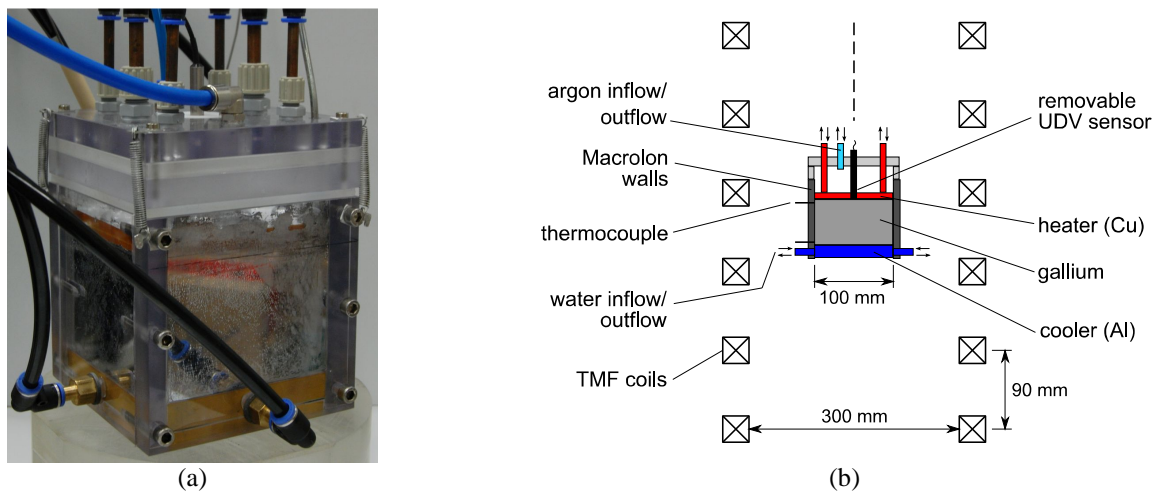 argon inflow/
outflow
Macrolon
walls
thermocouple
water inflow/
outflow
TMF coils
removable
UDV sensor
heater (Cu)
gallium
cooler (Al)
100 mm
90 mm
300 mm
(a)
(b)